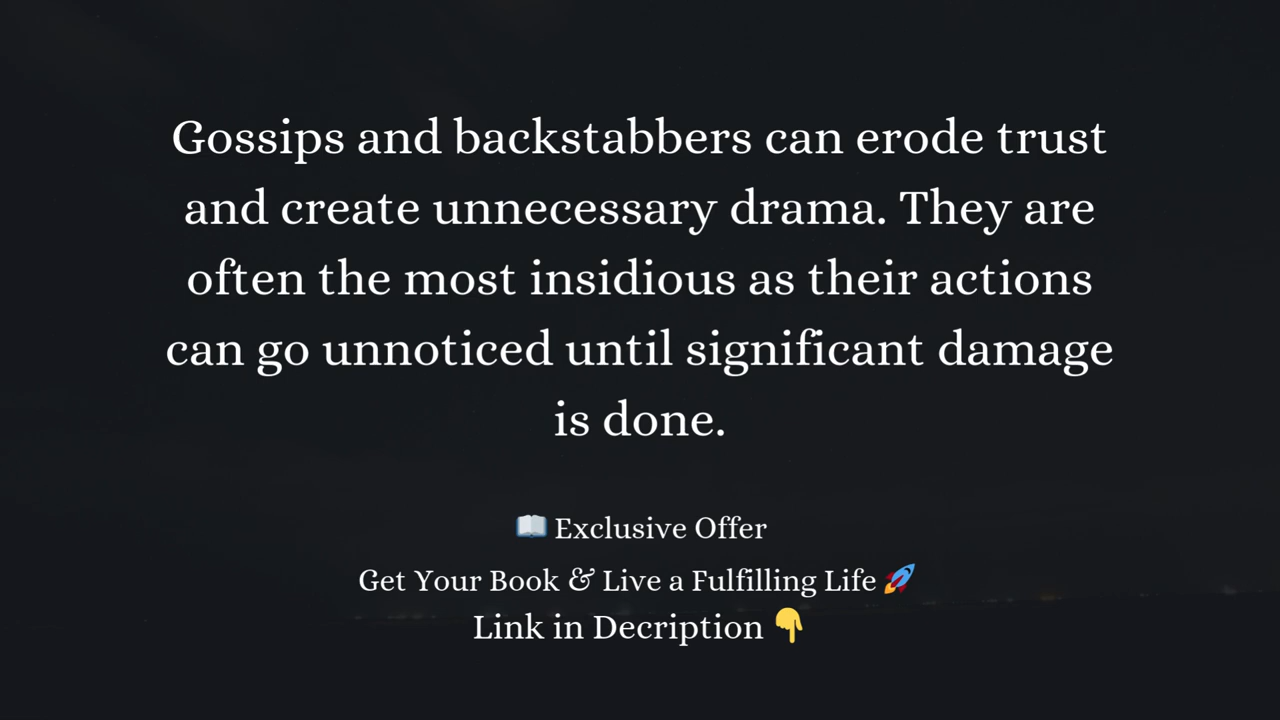 Gossips and backstabbers can erode trust
and create unnecessary drama. They are
often the most insidious as their actions
can go unnoticed until significant damage
is done.
📖 Exclusive Offer
Get Your Book & Live a Fulfilling Life 🚀
Link in Decription 👇